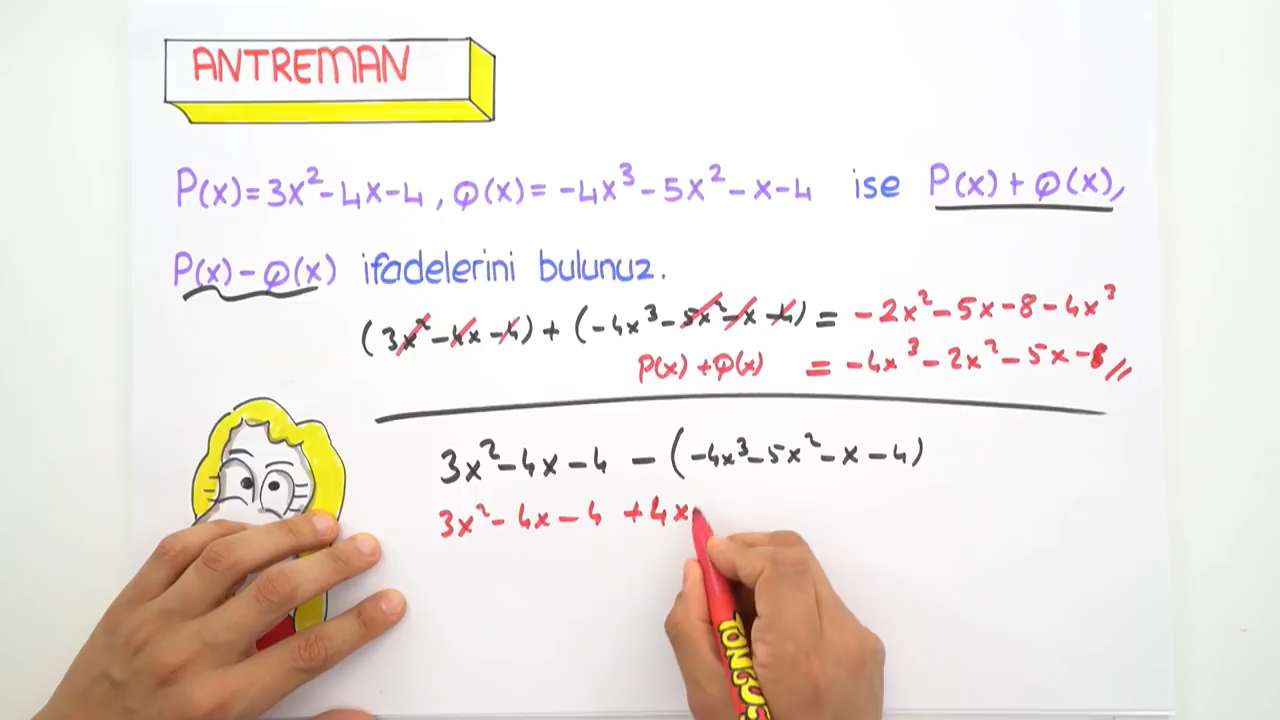 ANTREMAN
P(x)=3x²-4x-4, Q(x)= -4x³-5x²-x-4 ise P(x)+Q(x),
P(x)-Q(x) ifadelerini bulunuz.
(3x²-4x-4)+(-4x³-5x²-x-4) = -2x²-5x-8-4x³
P(x)+Q(x) = -4x³-2x²-5x-8//
3x²-4x-4 -(-4x³-5x²-x-4)
3x²-4x-4 +4x
TONGUÇ